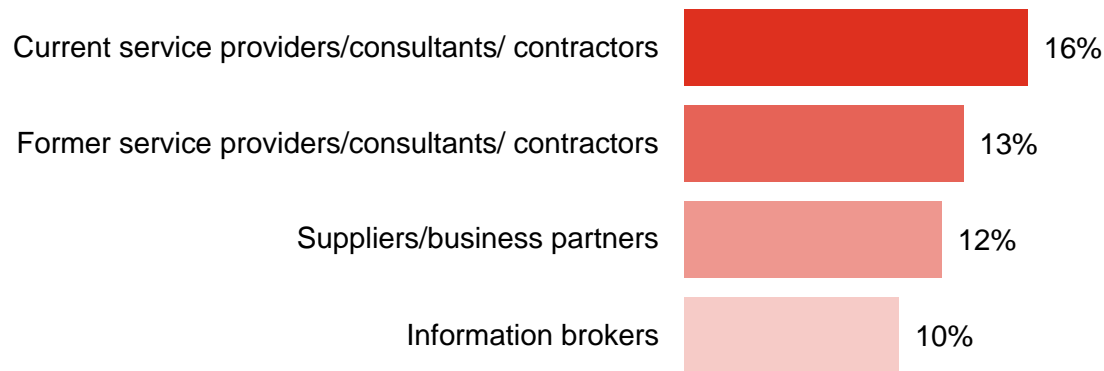 Current service providers/consultants/ contractors 16%
Former service providers/consultants/ contractors 13%
Suppliers/business partners 12%
Information brokers 10%